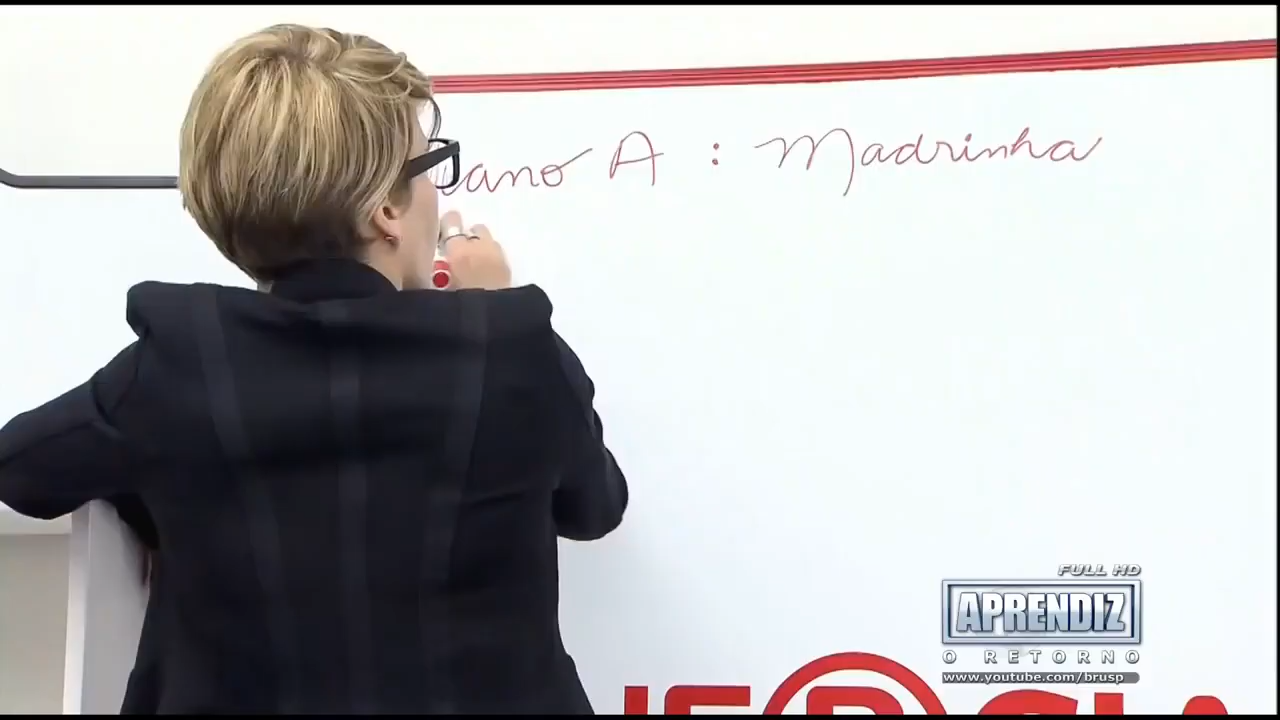 ano A : Madrinha
FULL HD
APRENDIZ
O RETORNO
www.youtube.com/brusp